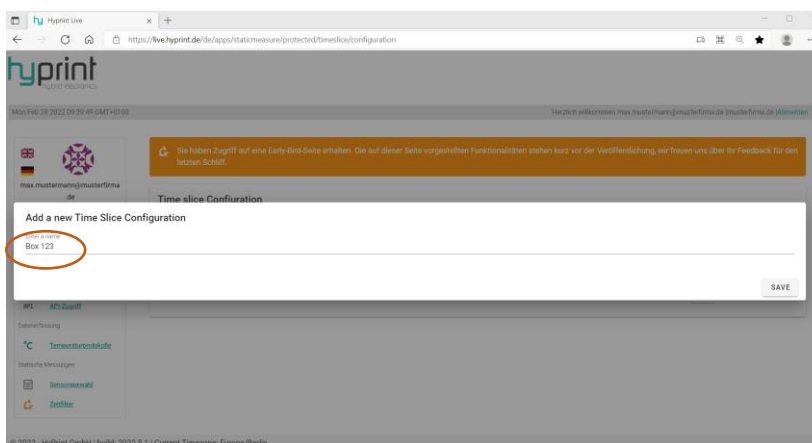 Hyprint Live
https://live.hyprint.de/de/apps/staticmeasure/protected/timeslice/configuration
hyprint
hyprint electronics
Mon Feb 28 2022 09:39:49 GMT+0100
Herzlich willkommen max.mustermann@musterfirma.de (musterfirma.de )Abmelden
Sie haben Zugriff auf eine Early-Bird-Seite erhalten. Die auf dieser Seite vorgestellten Funktionalitäten stehen kurz vor der Veröffentlichung, wir freuen uns über Ihr Feedback für den
letzten Schliff.
max.mustermann@musterfirma
.de
Time slice Confiuration
Add a new Time Slice Configuration
Enter a name
Box 123
SAVE
API API Zugriff
Datenerfassung
°C Temperaturprotokolle
Statische Messungen
Sensorauswahl
Zeitfilter
© 2022 - HyPrint GmbH | build: 2022.5.1 | Current Timezone: Europe/Berlin